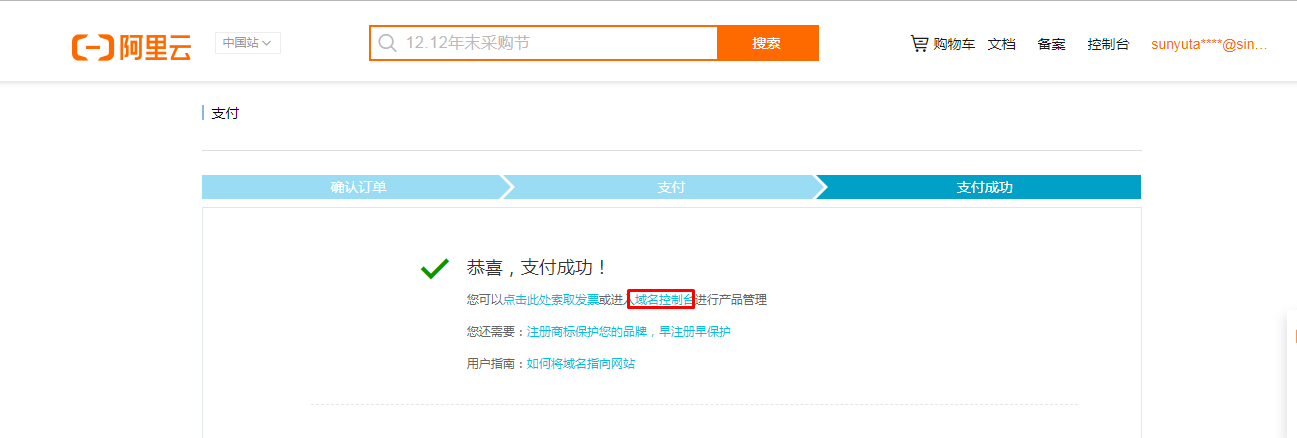 阿里云 中国站 12.12年末采购节 搜索 购物车 文档 备案 控制台 sunyuta****@sin...
支付
确认订单 支付 支付成功
恭喜，支付成功！
您可以点击此处索取发票或进入域名控制台进行产品管理
您还需要：注册商标保护您的品牌，早注册早保护
用户指南：如何将域名指向网站